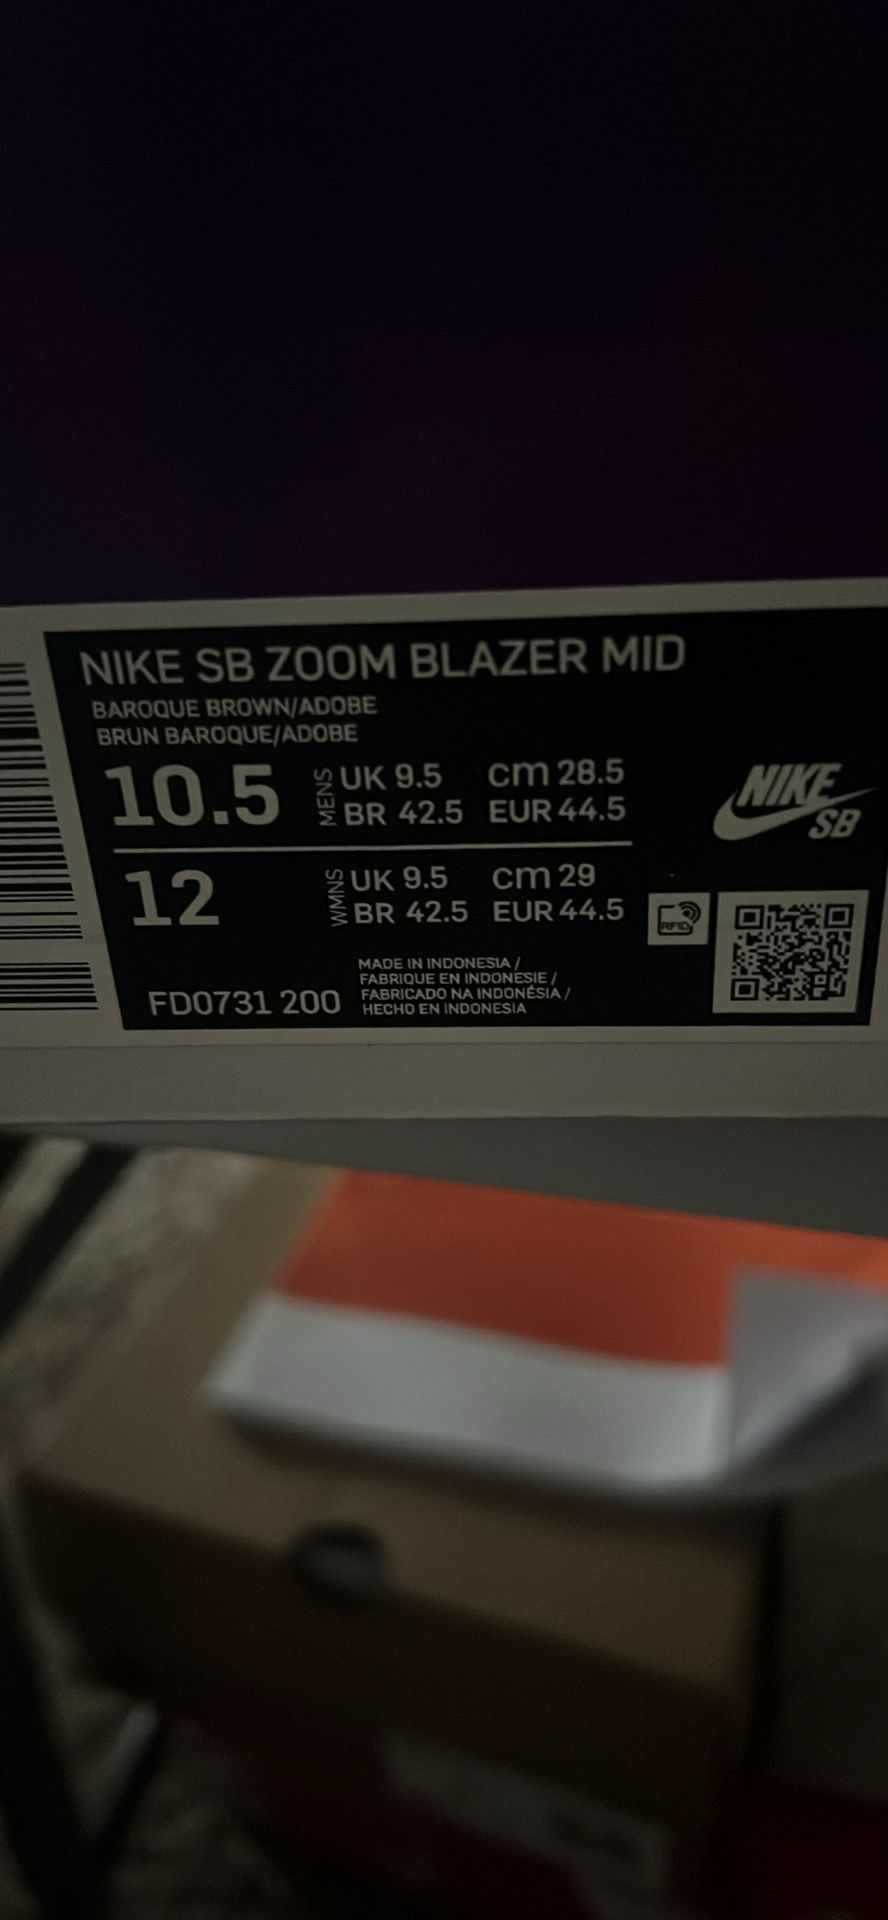 NIKE SB ZOOM BLAZER MID
BAROQUE BROWN/ADOBE
BRUN BAROQUE/ADOBE
10.5 MENS UK 9.5 cm 28.5
BR 42.5 EUR 44.5
12 WMNS UK 9.5 cm 29
BR 42.5 EUR 44.5
NIKE
SB
RFID
MADE IN INDONESIA /
FABRIQUE EN INDONESIE /
FABRICADO NA INDONÉSIA /
HECHO EN INDONESIA
FD0731 200